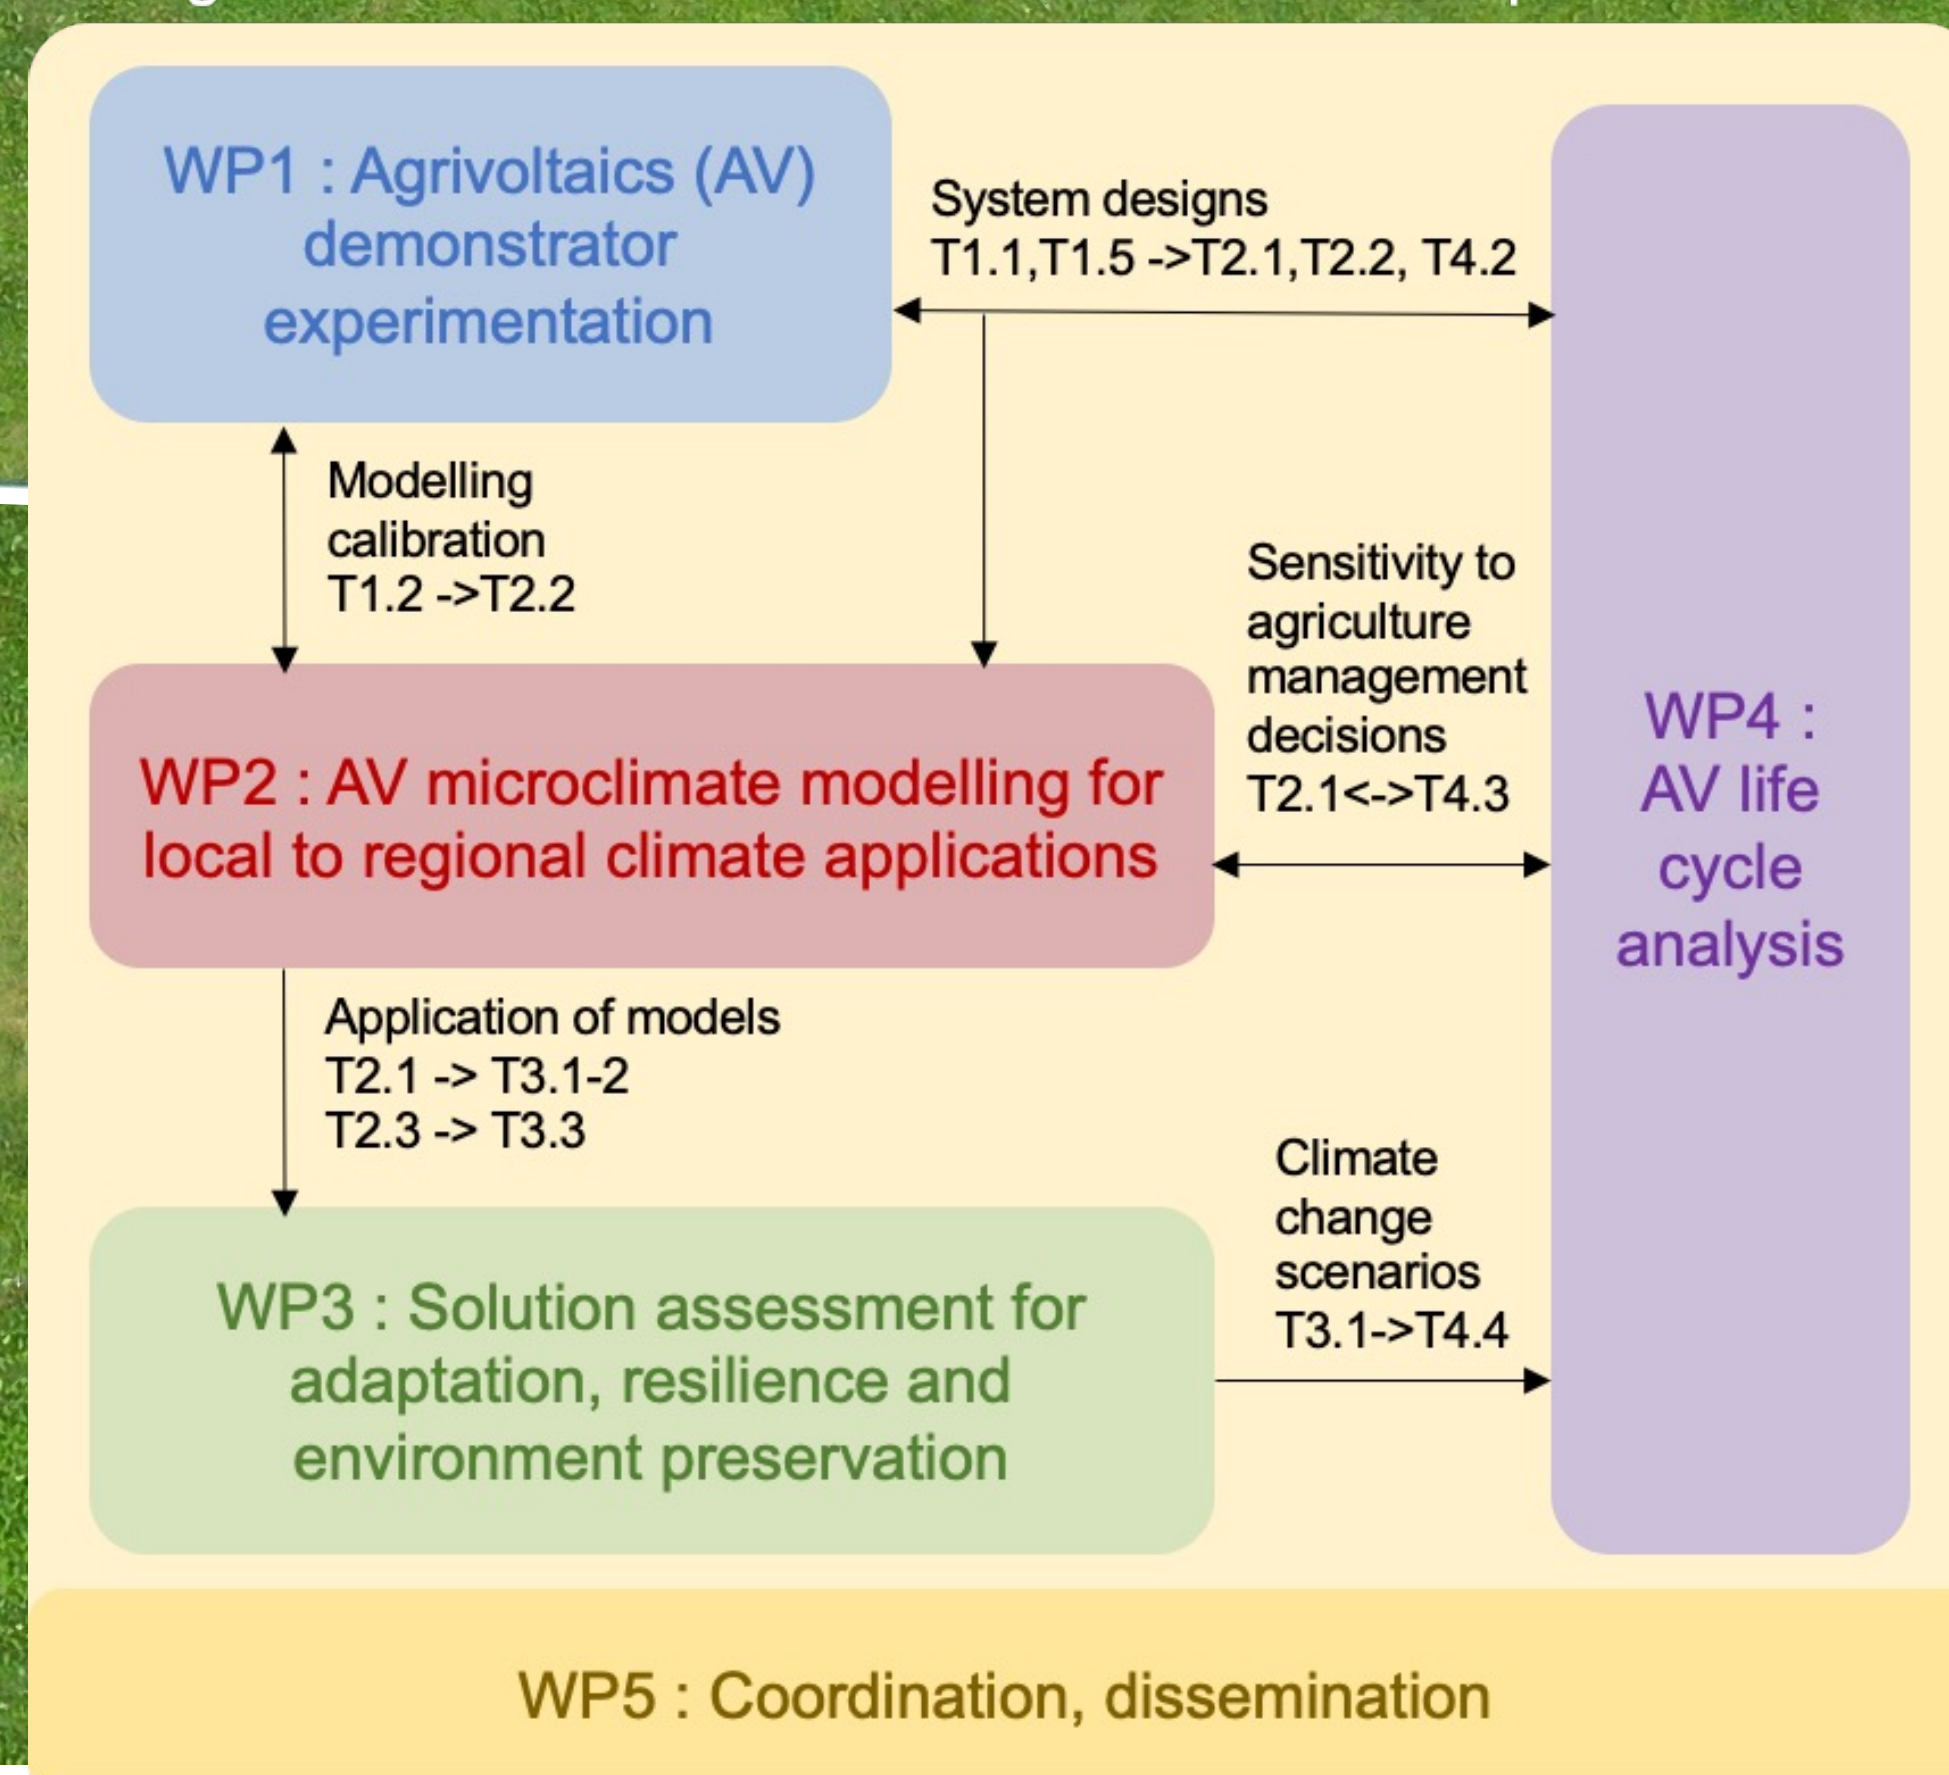 WP1 : Agrivoltaics (AV)
demonstrator
experimentation
System designs
T1.1,T1.5 ->T2.1,T2.2, T4.2
Modelling
calibration
T1.2 ->T2.2
Sensitivity to
agriculture
management
decisions
T2.1<->T4.3
WP2 : AV microclimate modelling for
local to regional climate applications
WP4 :
AV life
cycle
analysis
Application of models
T2.1 -> T3.1-2
T2.3 -> T3.3
Climate
change
scenarios
T3.1->T4.4
WP3 : Solution assessment for
adaptation, resilience and
environment preservation
WP5 : Coordination, dissemination